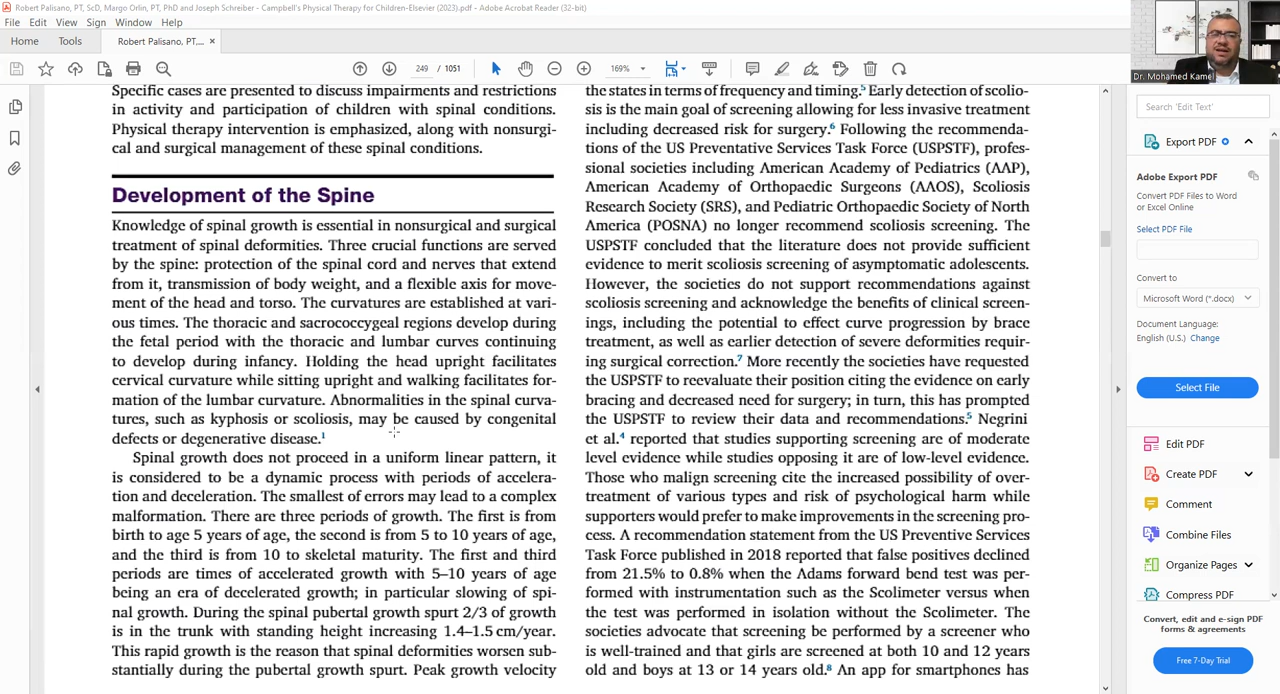 Robert Palisano, PT, ScD, Margo Orlin, PT, PhD and Joseph Schreiber - Campbell's Physical Therapy for Children-Elsevier (2023).pdf - Adobe Acrobat Reader (32-bit)
File Edit View Sign Window Help
Home Tools Robert Palisano, PT,... ×
249 / 1051 169%
Dr. Mohamed Kamel
Specific cases are presented to discuss impairments and restrictions
in activity and participation of children with spinal conditions.
Physical therapy intervention is emphasized, along with nonsurgi-
cal and surgical management of these spinal conditions.
Development of the Spine
Knowledge of spinal growth is essential in nonsurgical and surgical
treatment of spinal deformities. Three crucial functions are served
by the spine: protection of the spinal cord and nerves that extend
from it, transmission of body weight, and a flexible axis for move-
ment of the head and torso. The curvatures are established at vari-
ous times. The thoracic and sacrococcygeal regions develop during
the fetal period with the thoracic and lumbar curves continuing
to develop during infancy. Holding the head upright facilitates
cervical curvature while sitting upright and walking facilitates for-
mation of the lumbar curvature. Abnormalities in the spinal curva-
tures, such as kyphosis or scoliosis, may be caused by congenital
defects or degenerative disease.1
Spinal growth does not proceed in a uniform linear pattern, it
is considered to be a dynamic process with periods of accelera-
tion and deceleration. The smallest of errors may lead to a complex
malformation. There are three periods of growth. The first is from
birth to age 5 years of age, the second is from 5 to 10 years of age,
and the third is from 10 to skeletal maturity. The first and third
periods are times of accelerated growth with 5–10 years of age
being an era of decelerated growth; in particular slowing of spi-
nal growth. During the spinal pubertal growth spurt 2/3 of growth
is in the trunk with standing height increasing 1.4–1.5 cm/year.
This rapid growth is the reason that spinal deformities worsen sub-
stantially during the pubertal growth spurt. Peak growth velocity
the states in terms of frequency and timing.5 Early detection of scolio-
sis is the main goal of screening allowing for less invasive treatment
including decreased risk for surgery.6 Following the recommenda-
tions of the US Preventative Services Task Force (USPSTF), profes-
sional societies including American Academy of Pediatrics (AAP),
American Academy of Orthopaedic Surgeons (AAOS), Scoliosis
Research Society (SRS), and Pediatric Orthopaedic Society of North
America (POSNA) no longer recommend scoliosis screening. The
USPSTF concluded that the literature does not provide sufficient
evidence to merit scoliosis screening of asymptomatic adolescents.
However, the societies do not support recommendations against
scoliosis screening and acknowledge the benefits of clinical screen-
ings, including the potential to effect curve progression by brace
treatment, as well as earlier detection of severe deformities requir-
ing surgical correction.7 More recently the societies have requested
the USPSTF to reevaluate their position citing the evidence on early
bracing and decreased need for surgery; in turn, this has prompted
the USPSTF to review their data and recommendations.5 Negrini
et al.4 reported that studies supporting screening are of moderate
level evidence while studies opposing it are of low-level evidence.
Those who malign screening cite the increased possibility of over-
treatment of various types and risk of psychological harm while
supporters would prefer to make improvements in the screening pro-
cess. A recommendation statement from the US Preventive Services
Task Force published in 2018 reported that false positives declined
from 21.5% to 0.8% when the Adams forward bend test was per-
formed with instrumentation such as the Scolimeter versus when
the test was performed in isolation without the Scolimeter. The
societies advocate that screening be performed by a screener who
is well-trained and that girls are screened at both 10 and 12 years
old and boys at 13 or 14 years old.8 An app for smartphones has
Search 'Edit Text'
Export PDF
Adobe Export PDF
Convert PDF Files to Word
or Excel Online
Select PDF File
Convert to
Microsoft Word (*.docx)
Document Language:
English (U.S.) Change
Select File
Edit PDF
Create PDF
Comment
Combine Files
Organize Pages
Compress PDF
Convert, edit and e-sign PDF
forms & agreements
Free 7-Day Trial